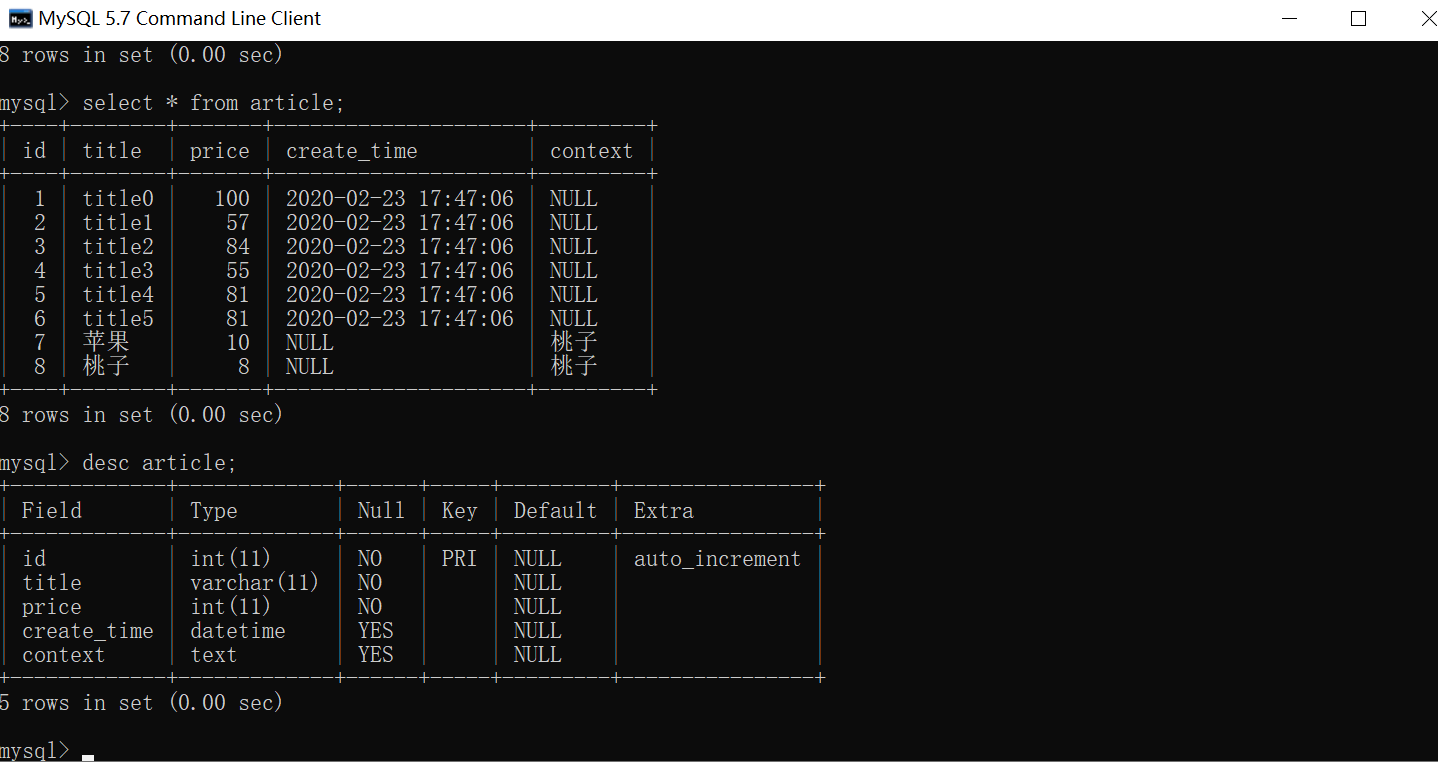 MySQL 5.7 Command Line Client
8 rows in set (0.00 sec)
mysql> select * from article;
+----+--------+-------+---------------------+---------+
| id | title  | price | create_time         | context |
+----+--------+-------+---------------------+---------+
|  1 | title0 |   100 | 2020-02-23 17:47:06 | NULL    |
|  2 | title1 |    57 | 2020-02-23 17:47:06 | NULL    |
|  3 | title2 |    84 | 2020-02-23 17:47:06 | NULL    |
|  4 | title3 |    55 | 2020-02-23 17:47:06 | NULL    |
|  5 | title4 |    81 | 2020-02-23 17:47:06 | NULL    |
|  6 | title5 |    81 | 2020-02-23 17:47:06 | NULL    |
|  7 | 苹果   |    10 | NULL                | 桃子    |
|  8 | 桃子   |     8 | NULL                | 桃子    |
+----+--------+-------+---------------------+---------+
8 rows in set (0.00 sec)
mysql> desc article;
+-------------+-------------+------+-----+---------+----------------+
| Field       | Type        | Null | Key | Default | Extra          |
+-------------+-------------+------+-----+---------+----------------+
| id          | int(11)     | NO   | PRI | NULL    | auto_increment |
| title       | varchar(11) | NO   |     | NULL    |                |
| price       | int(11)     | NO   |     | NULL    |                |
| create_time | datetime    | YES  |     | NULL    |                |
| context     | text        | YES  |     | NULL    |                |
+-------------+-------------+------+-----+---------+----------------+
5 rows in set (0.00 sec)
mysql>